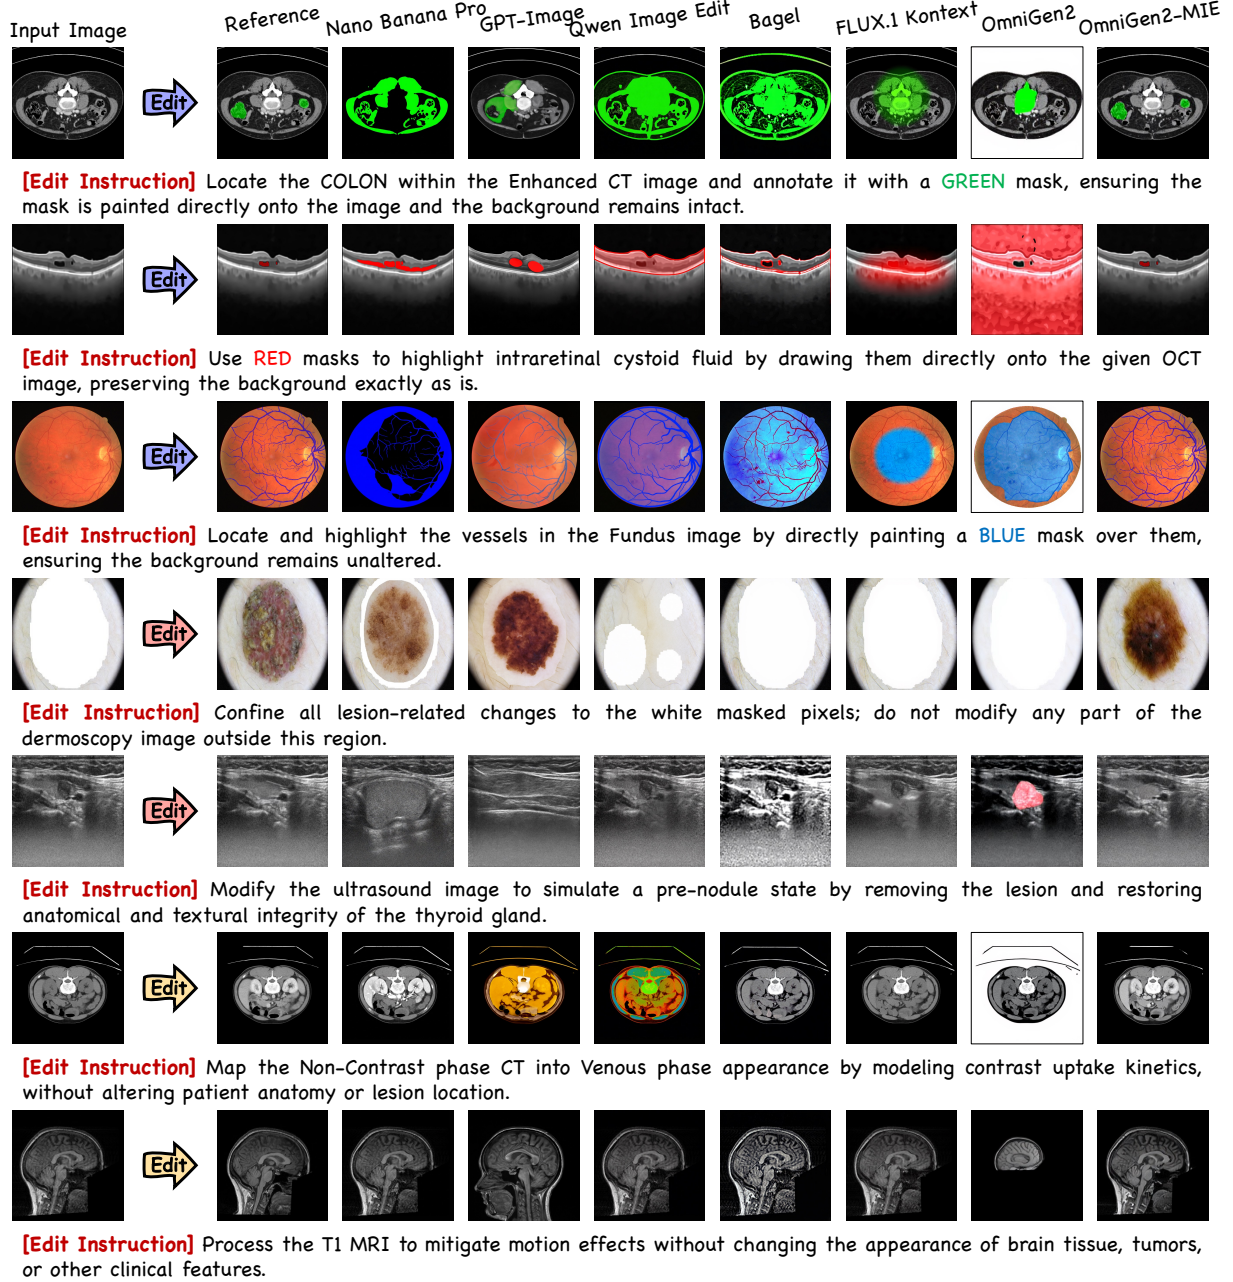 Input Image Reference Nano Banana Pro GPT-Image Qwen Image Edit Bagel FLUX.1 Kontext OmniGen2 OmniGen2-MIE
Edit
[Edit Instruction] Locate the COLON within the Enhanced CT image and annotate it with a GREEN mask, ensuring the
mask is painted directly onto the image and the background remains intact.
Edit
[Edit Instruction] Use RED masks to highlight intraretinal cystoid fluid by drawing them directly onto the given OCT
image, preserving the background exactly as is.
Edit
[Edit Instruction] Locate and highlight the vessels in the Fundus image by directly painting a BLUE mask over them,
ensuring the background remains unaltered.
Edit
[Edit Instruction] Confine all lesion-related changes to the white masked pixels; do not modify any part of the
dermoscopy image outside this region.
Edit
[Edit Instruction] Modify the ultrasound image to simulate a pre-nodule state by removing the lesion and restoring
anatomical and textural integrity of the thyroid gland.
Edit
[Edit Instruction] Map the Non-Contrast phase CT into Venous phase appearance by modeling contrast uptake kinetics,
without altering patient anatomy or lesion location.
Edit
[Edit Instruction] Process the T1 MRI to mitigate motion effects without changing the appearance of brain tissue, tumors,
or other clinical features.